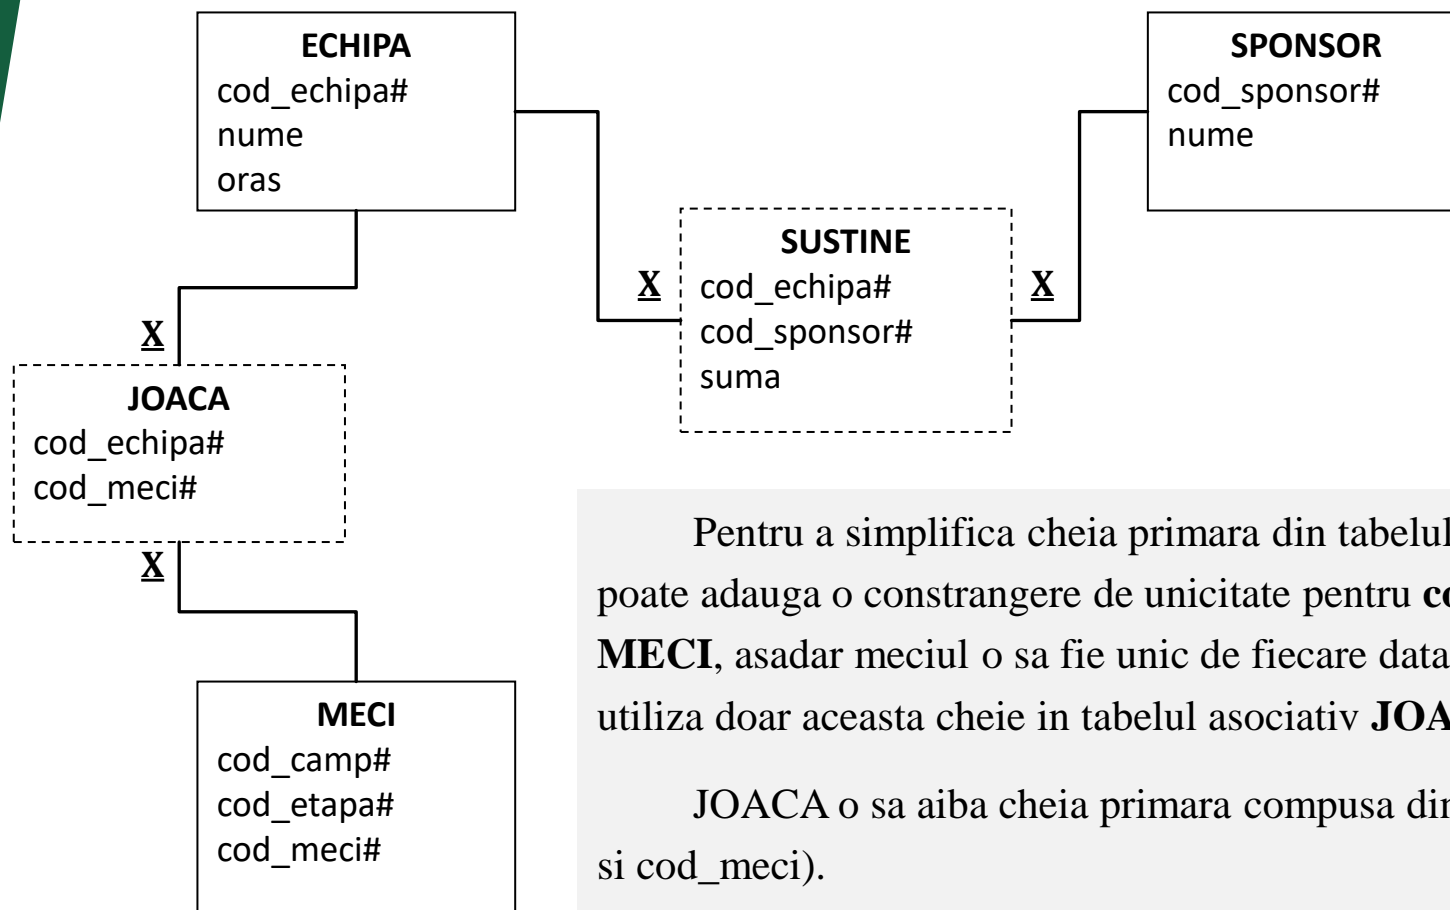 ECHIPA
cod_echipa#
nume
oras
SPONSOR
cod_sponsor#
nume
SUSTINE
cod_echipa#
cod_sponsor#
suma
X
X
X
JOACA
cod_echipa#
cod_meci#
X
MECI
cod_camp#
cod_etapa#
cod_meci#
Pentru a simplifica cheia primara din tabelul
poate adauga o constrangere de unicitate pentru
MECI, asadar meciul o sa fie unic de fiecare data
utiliza doar aceasta cheie in tabelul asociativ
JOACA o sa aiba cheia primara compusa
si cod_meci).